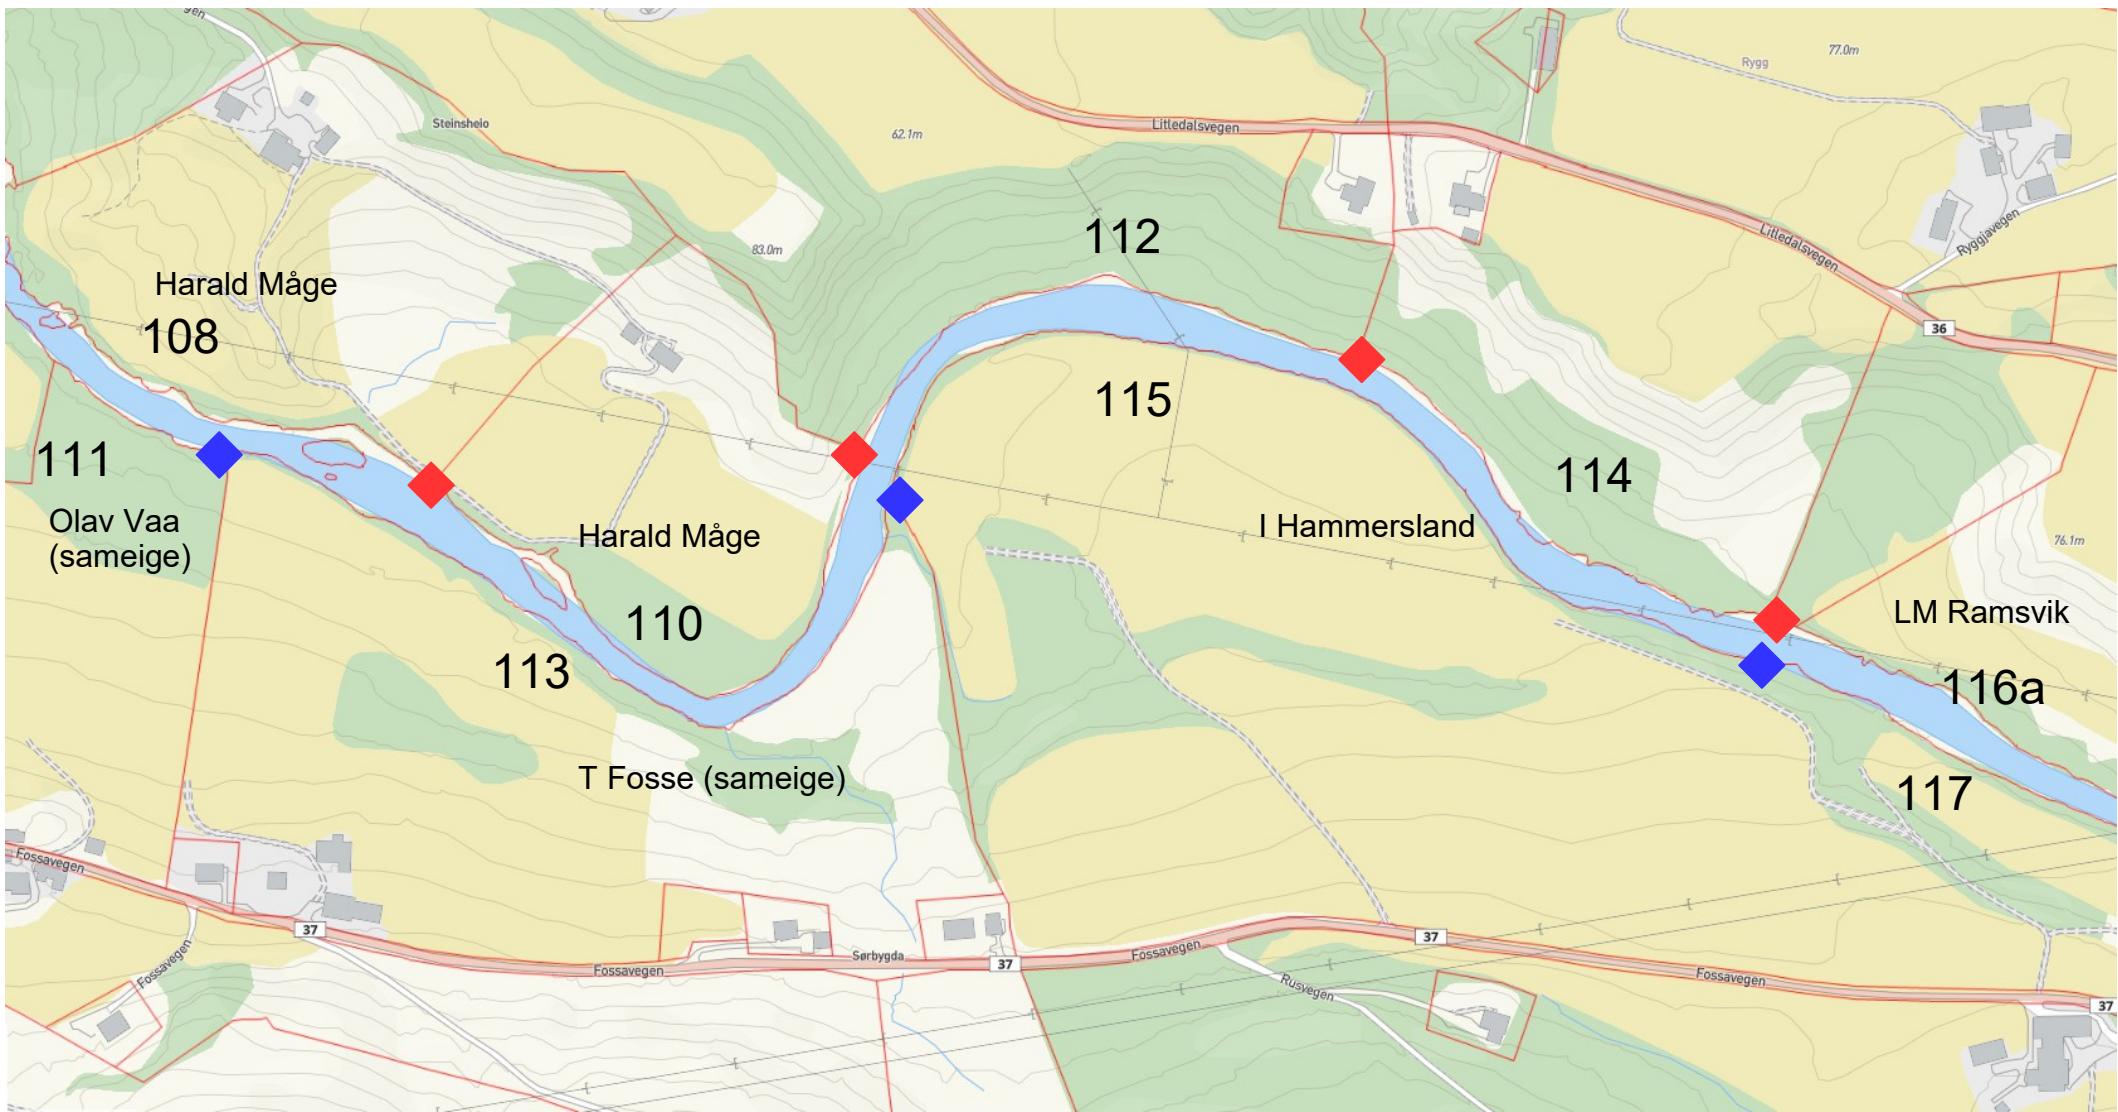 gen
Rygg
77.0m
Steinsheio
62.1m
Litledalsvegen
112
83.0m
Litledalsvegen
Ryggjavegen
Harald Måge
108
36
115
111
114
Olav Vaa
(sameige)
Harald Måge
I Hammersland
76.1m
110
LM Ramsvik
113
116a
T Fosse (sameige)
117
Fossavegen
37
Fossavegen
Fossavegen
Sørbygda
37
Fossavegen
37
Rusvegen
Fossavegen
37